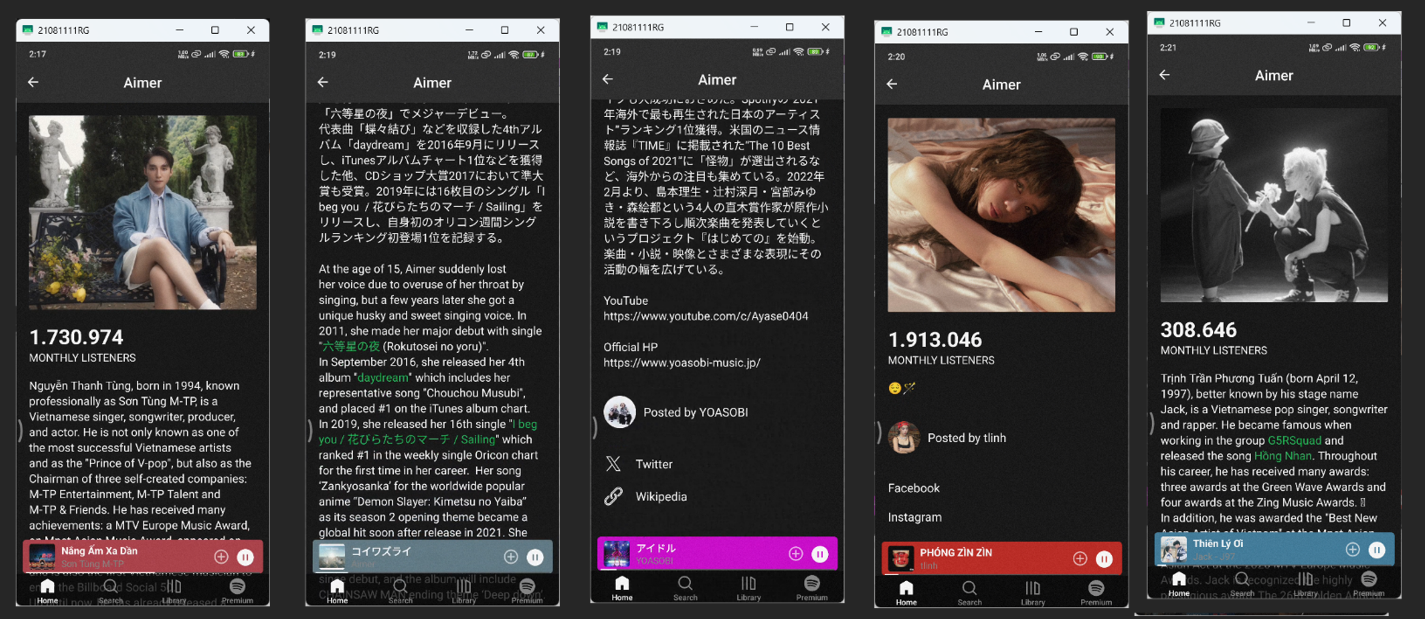 21081111RG
2:17
Aimer
1.730.974
MONTHLY LISTENERS
Nguyễn Thanh Tùng, born in 1994, known
professionally as Sơn Tùng M-TP, is a
Vietnamese singer, songwriter, producer,
and actor. He is not only known as one of
the most successful Vietnamese artists
and as the "Prince of V-pop", but also as the
Chairman of three self-created companies:
M-TP Entertainment, M-TP Talent and
M-TP & Friends. He has received many
achievements: a MTV Europe Music Award,
Nắng Ấm Xa Dần
Sơn Tùng M-TP
Home
Search
Library
Premium
21081111RG
2:19
Aimer
「六等星の夜」でメジャーデビュー。
代表曲「蝶々結び」などを収録した4thアル
バム「daydream」を2016年9月にリリース
し、iTunesアルバムチャート1位などを獲得
した他、CDショップ大賞2017において準大
賞も受賞。2019年には16枚目のシングル「I
beg you / 花びらたちのマーチ / Sailing」を
リリースし、自身初のオリコン週間シング
ルランキング初登場1位を記録する。
At the age of 15, Aimer suddenly lost
her voice due to overuse of her throat by
singing, but a few years later she got a
unique husky and sweet singing voice. In
2011, she made her major debut with single
"六等星の夜 (Rokutosei no yoru)".
In September 2016, she released her 4th
album "daydream" which includes her
representative song "Chouchou Musubi",
and placed #1 on the iTunes album chart.
In 2019, she released her 16th single "I beg
you / 花びらたちのマーチ / Sailing" which
ranked #1 in the weekly single Oricon chart
for the first time in her career. Her song
‘Zankyosanka’ for the worldwide popular
anime “Demon Slayer: Kimetsu no Yaiba”
as its season 2 opening theme became a
global hit soon after release in 2021. She
コイワズライ
Aimer
since debut, and the album will include
CHAINSAW MAN ending theme ‘Deep down’
Home
Search
Library
Premium
21081111RG
2:19
Aimer
年海外で最も再生された日本のアーティス
ト"ランキング1位獲得。米国のニュース情
報誌『TIME』に掲載された"The 10 Best
Songs of 2021"に「怪物」が選出されるな
ど、海外からの注目も集めている。2022年
2月より、島本理生・辻村深月・宮部みゆ
き・森絵都という4人の直木賞作家が原作小
説を書き下ろし順次楽曲を発表していくと
いうプロジェクト『はじめての』を始動。
楽曲・小説・映像とさまざまな表現にその
活動の幅を広げている。
YouTube
https://www.youtube.com/c/Ayase0404
Official HP
https://www.yoasobi-music.jp/
Posted by YOASOBI
Twitter
Wikipedia
アイドル
YOASOBI
Home
Search
Library
Premium
21081111RG
2:20
Aimer
1.913.046
MONTHLY LISTENERS
Posted by tlinh
Facebook
Instagram
PHÓNG ZÌN ZÌN
tlinh
Home
Search
Library
Premium
21081111RG
2:21
Aimer
308.646
MONTHLY LISTENERS
Trịnh Trần Phương Tuấn (born April 12,
1997), better known by his stage name
Jack, is a Vietnamese pop singer, songwriter
and rapper. He became famous when
working in the group G5RSquad and
released the song Hồng Nhan. Throughout
his career, he has received many awards:
three awards at the Green Wave Awards and
four awards at the Zing Music Awards.
In addition, he was awarded the "Best New
Thiên Lý Ơi
Jack - J97
Home
Search
Library
Premium